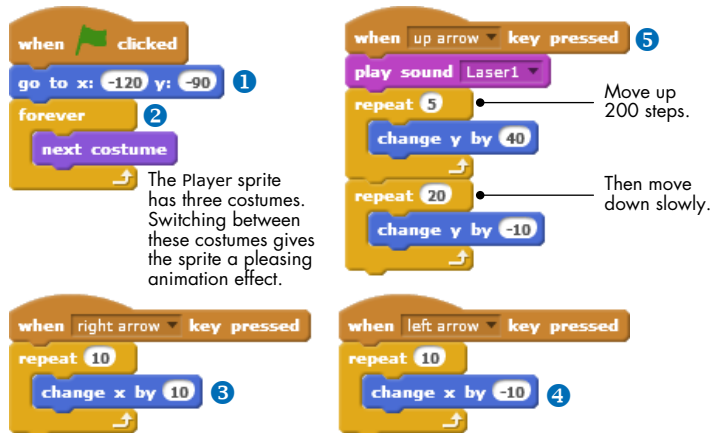 when clicked
go to x: -120 y: -90 1
forever 2
next costume
The Player sprite
has three costumes.
Switching between
these costumes gives
the sprite a pleasing
animation effect.
when up arrow key pressed 5
play sound Laser1
repeat 5
Move up
200 steps.
change y by 40
repeat 20
Then move
down slowly.
change y by -10
when right arrow key pressed
repeat 10
change x by 10 3
when left arrow key pressed
repeat 10
change x by -10 4